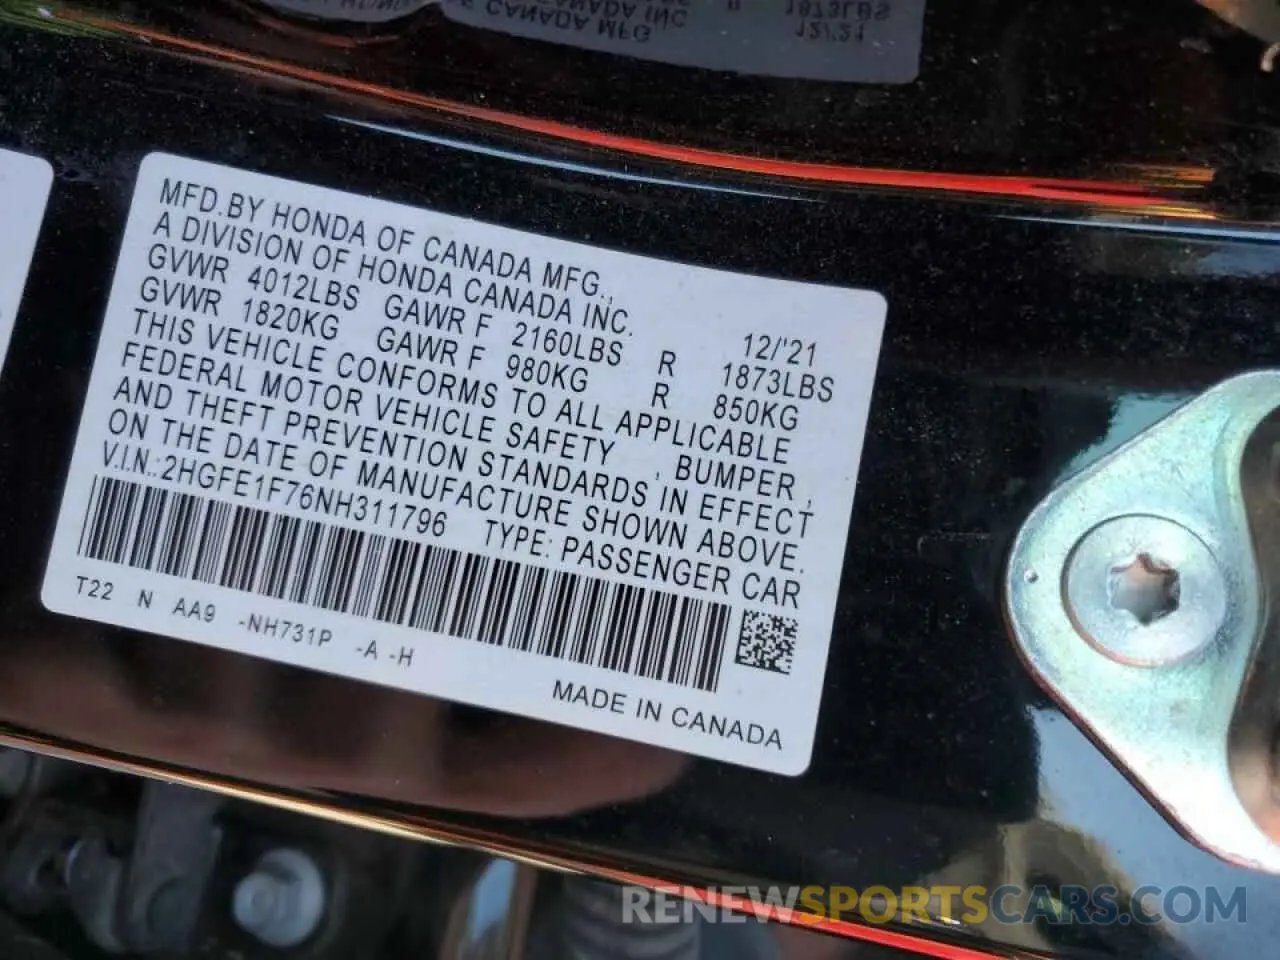 MFD.BY HONDA OF CANADA MFG.,
A DIVISION OF HONDA CANADA INC. 12/'21
GVWR 4012LBS GAWR F 2160LBS R 1873LBS
GVWR 1820KG GAWR F 980KG R 850KG
THIS VEHICLE CONFORMS TO ALL APPLICABLE
FEDERAL MOTOR VEHICLE SAFETY , BUMPER ,
AND THEFT PREVENTION STANDARDS IN EFFECT
ON THE DATE OF MANUFACTURE SHOWN ABOVE.
V.I.N.:2HGFE1F76NH311796 TYPE: PASSENGER CAR
T22 N AA9 -NH731P -A -H
MADE IN CANADA
RENEWSPORTSCARS.COM